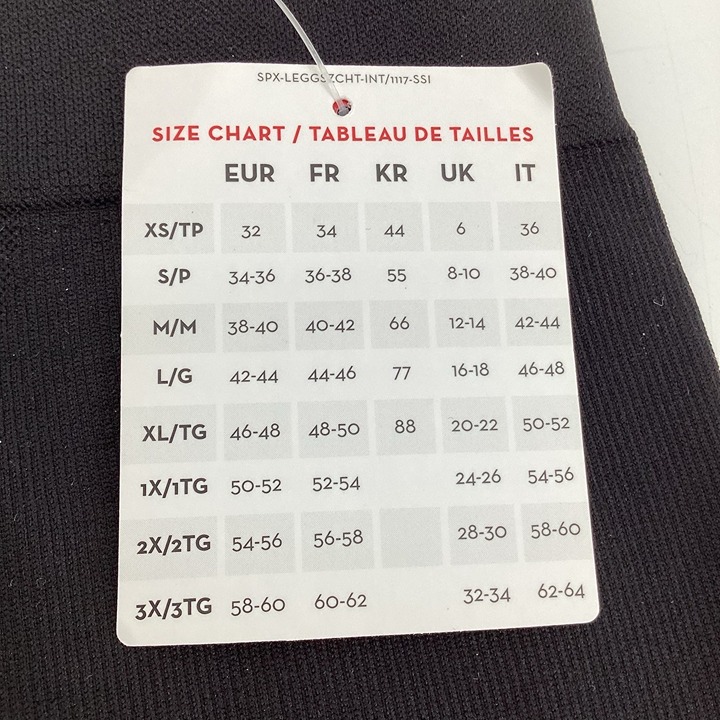 SPX-LEGGSZCHT-INT/1117-SSI
SIZE CHART / TABLEAU DE TAILLES
EUR FR KR UK IT
XS/TP 32 34 44 6 36
S/P 34-36 36-38 55 8-10 38-40
M/M 38-40 40-42 66 12-14 42-44
L/G 42-44 44-46 77 16-18 46-48
XL/TG 46-48 48-50 88 20-22 50-52
1X/1TG 50-52 52-54 24-26 54-56
2X/2TG 54-56 56-58 28-30 58-60
3X/3TG 58-60 60-62 32-34 62-64